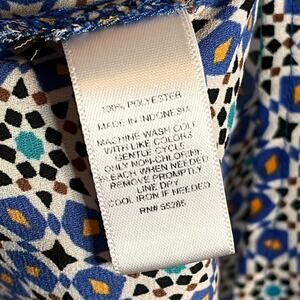 100% POLYESTER
MADE IN INDONESIA
MACHINE WASH COLD
WITH LIKE COLORS
GENTLE CYCLE
ONLY NON-CHLORINE
BLEACH WHEN NEEDED
REMOVE PROMPTLY
LINE DRY
COOL IRON IF NEEDED
RN# 55285